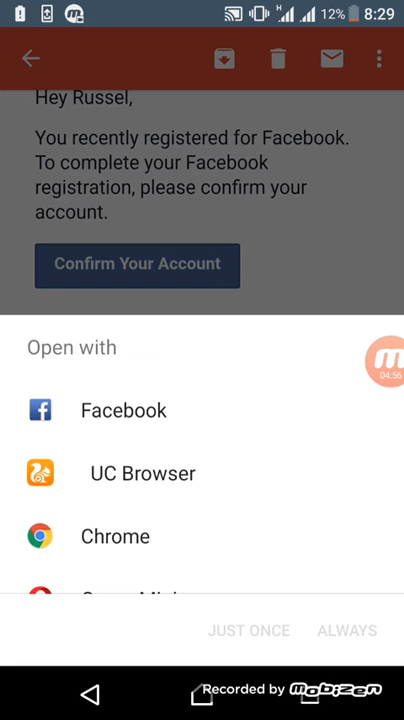 H 12% 8:29
Hey Russel,
You recently registered for Facebook.
To complete your Facebook
registration, please confirm your
account.
Confirm Your Account
Open with
04:56
Facebook
UC Browser
Chrome
JUST ONCE ALWAYS
Recorded by mobizen